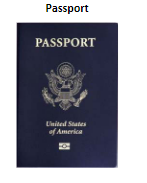 Passport
PASSPORT
United States
of America